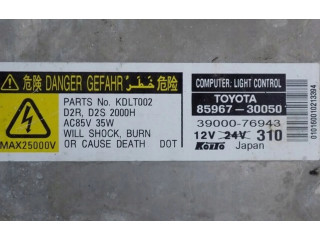 危険 DANGER GEFAHR خطر 危险
PARTS No. KDLT002
D2R, D2S 2000H
AC85V 35W
WILL SHOCK, BURN
OR CAUSE DEATH DOT
MAX25000V
COMPUTER: LIGHT CONTROL
TOYOTA
85967-30050
39000-76943
12V 24V 310
Koito Japan
010160010213394